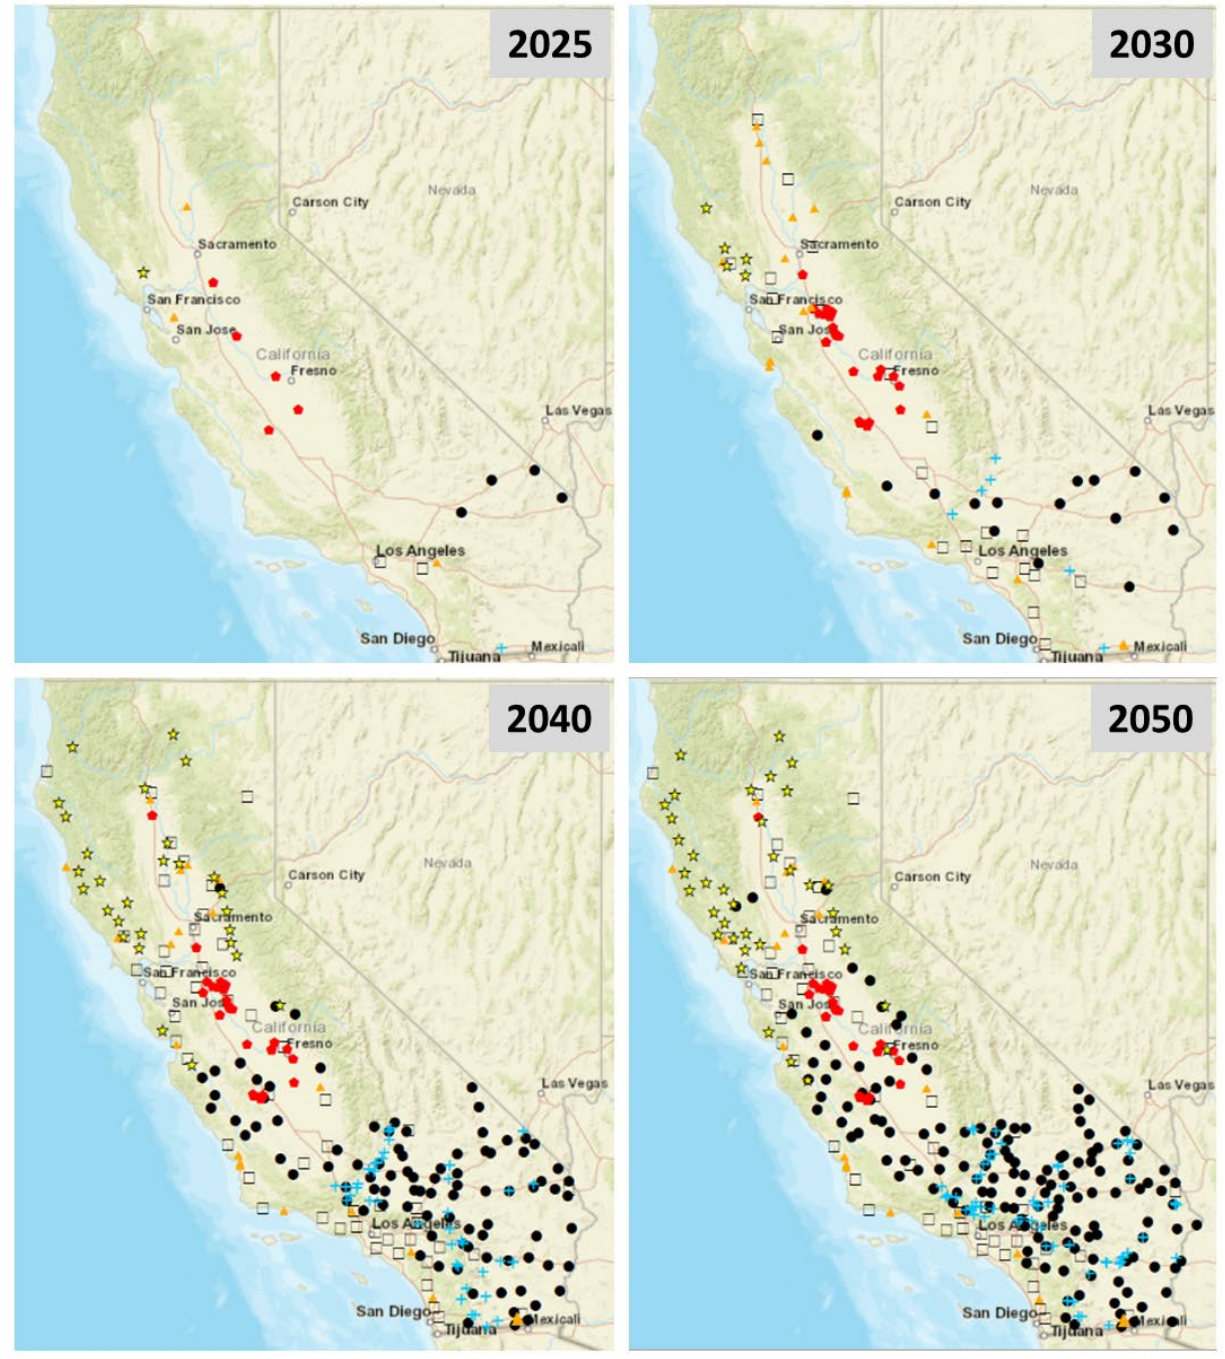 2025
Nevada
Carson City
Sacramento
San Francisco
San Jose
California
Fresno
Las Vegas
Los Angeles
San Diego
Mexicali
Tijuana
2030
Nevada
Carson City
Sacramento
San Francisco
San Jos
California
Fresno
Las Vegas
Los Angeles
San Diego
Mexicali
Tijuana
2040
Nevada
Carson City
Sacramento
San Francisco
San Jos
California
Fresno
Las Vegas
Los Angeles
San Diego
Mexicali
Tijuana
2050
Nevada
Carson City
Sacramento
San Francisco
San Jos
California
Fresno
Las Vegas
Los Angeles
San Diego
Mexicali
Tijuana